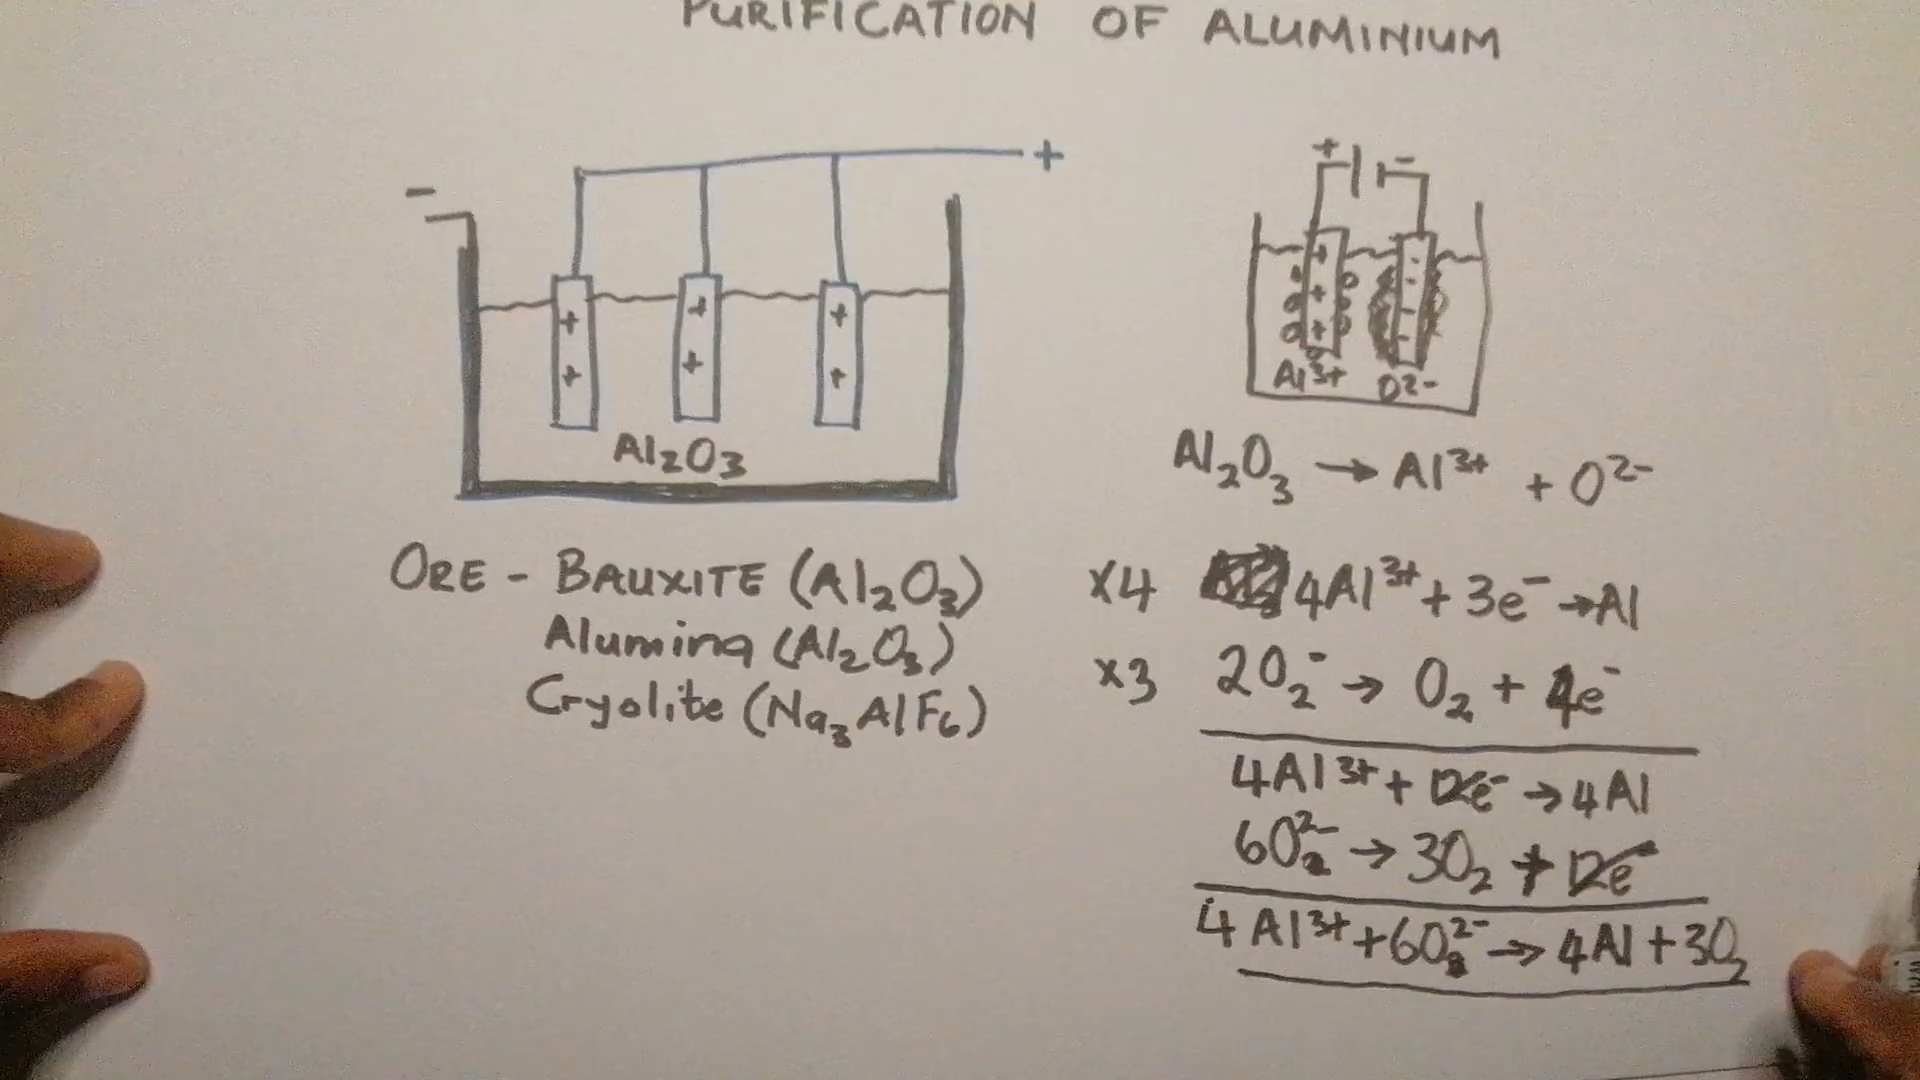 PURIFICATION OF ALUMINIUM
- +
+ + +
+ + +
Al₂O₃
ORE - BAUXITE (Al₂O₃)
Alumina (Al₂O₃)
Cryolite (Na₃AlF₆)
+ -
+ -
+ -
+ -
Al³⁺ O²⁻
Al₂O₃ → Al³⁺ + O²⁻
x4 4Al³⁺ + 3e⁻ → Al
x3 2O₂⁻ → O₂ + 4e⁻
4Al³⁺ + 12e⁻ → 4Al
6O₂²⁻ → 3O₂ + 12e
4Al³⁺ + 6O²⁻ → 4Al + 3O₂